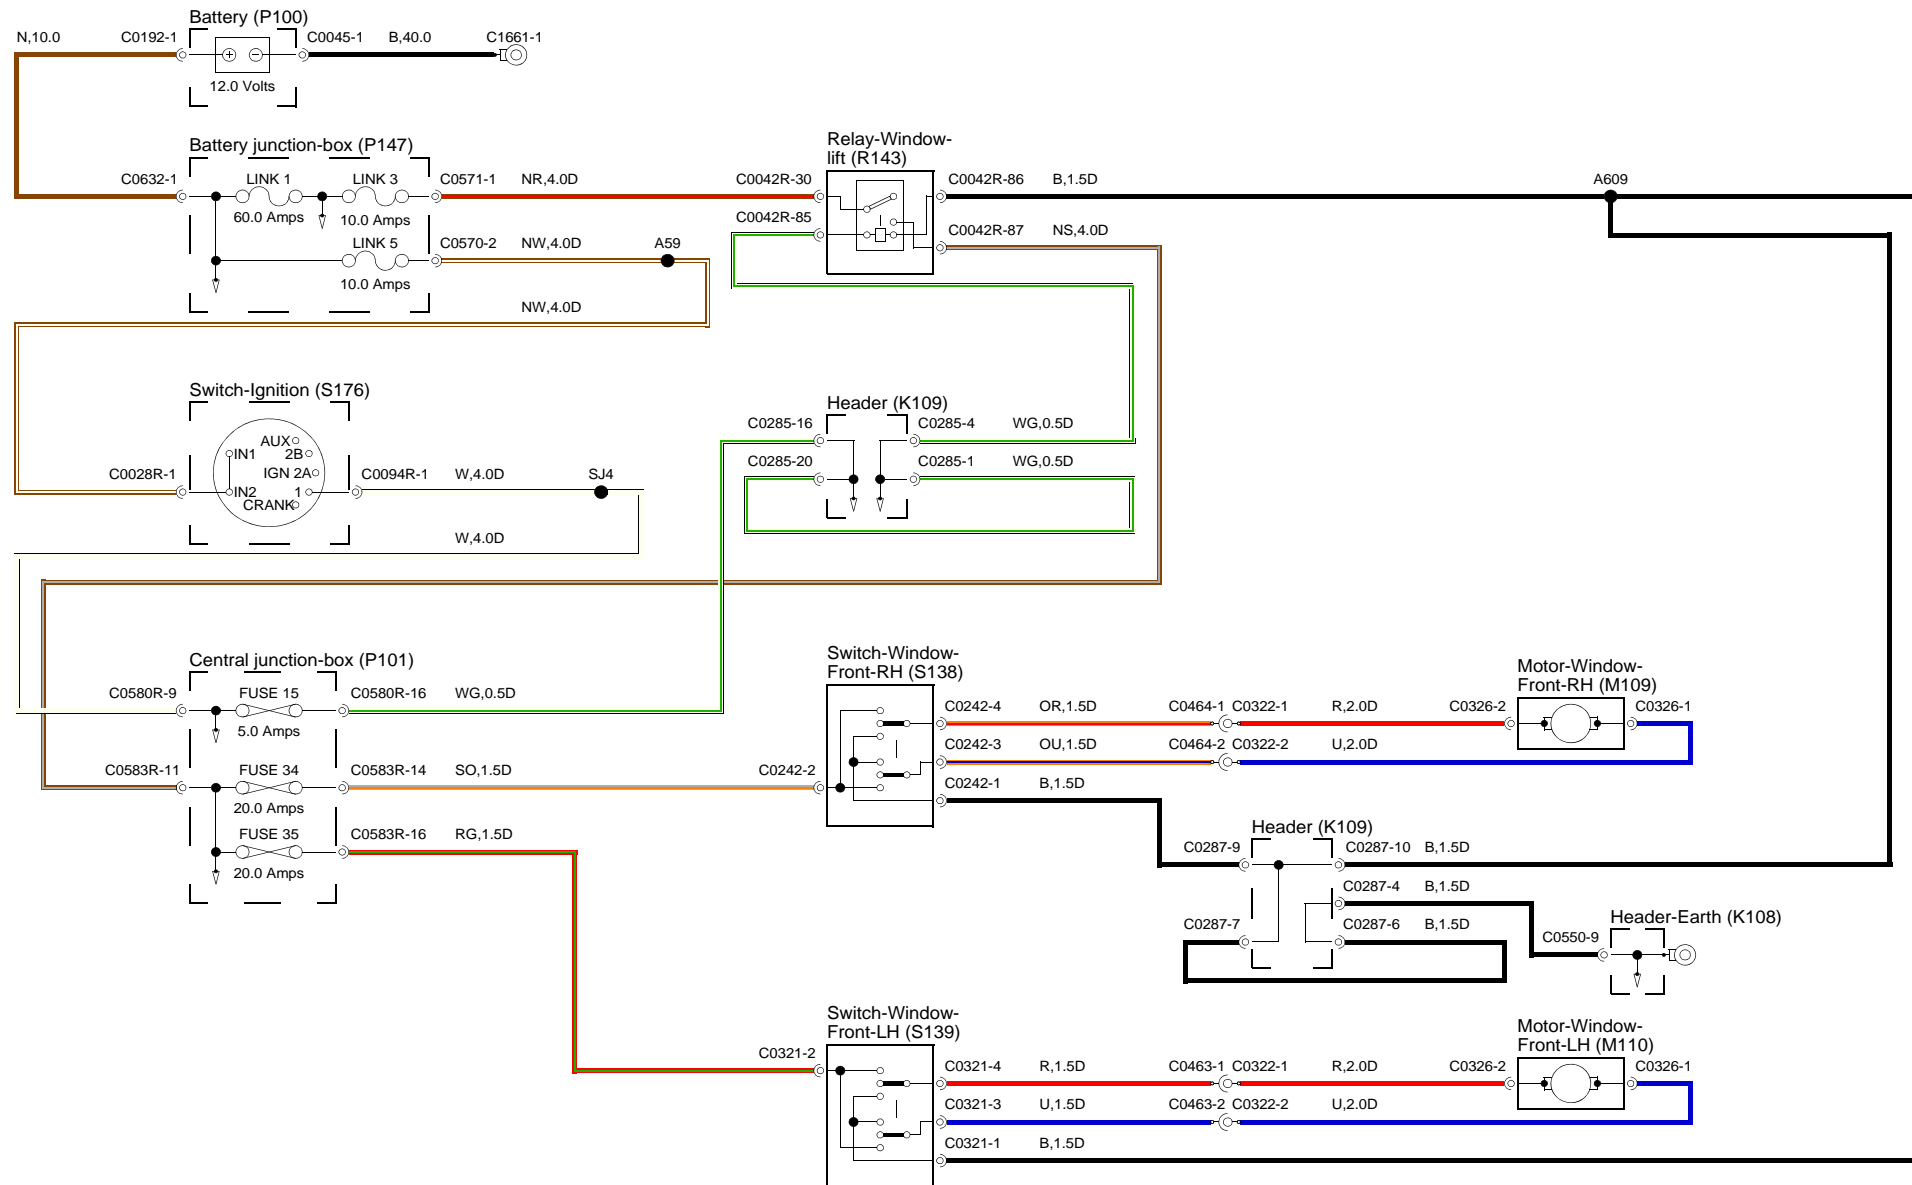 Battery (P100)
N,10.0
C0192-1
C0045-1
B,40.0
C1661-1
12.0 Volts
Battery junction-box (P147)
C0632-1
LINK 1
60.0 Amps
LINK 3
10.0 Amps
C0571-1
NR,4.0D
LINK 5
10.0 Amps
C0570-2
NW,4.0D
A59
NW,4.0D
Relay-Window-
lift (R143)
C0042R-30
C0042R-85
C0042R-86
B,1.5D
C0042R-87
NS,4.0D
A609
Switch-Ignition (S176)
C0028R-1
AUX
IN1
2B
IGN 2A
IN2
1
CRANK
C0094R-1
W,4.0D
SJ4
W,4.0D
Header (K109)
C0285-16
C0285-4
WG,0.5D
C0285-20
C0285-1
WG,0.5D
Central junction-box (P101)
C0580R-9
FUSE 15
5.0 Amps
C0580R-16
WG,0.5D
C0583R-11
FUSE 34
20.0 Amps
C0583R-14
SO,1.5D
FUSE 35
20.0 Amps
C0583R-16
RG,1.5D
Switch-Window-
Front-RH (S138)
C0242-2
C0242-4
OR,1.5D
C0464-1
C0322-1
R,2.0D
C0326-2
C0242-3
OU,1.5D
C0464-2
C0322-2
U,2.0D
C0242-1
B,1.5D
Motor-Window-
Front-RH (M109)
C0326-1
Header (K109)
C0287-9
C0287-10
B,1.5D
C0287-4
B,1.5D
C0287-7
C0287-6
B,1.5D
Header-Earth (K108)
C0550-9
Switch-Window-
Front-LH (S139)
C0321-2
C0321-4
R,1.5D
C0463-1
C0322-1
R,2.0D
C0326-2
C0321-3
U,1.5D
C0463-2
C0322-2
U,2.0D
C0321-1
B,1.5D
Motor-Window-
Front-LH (M110)
C0326-1